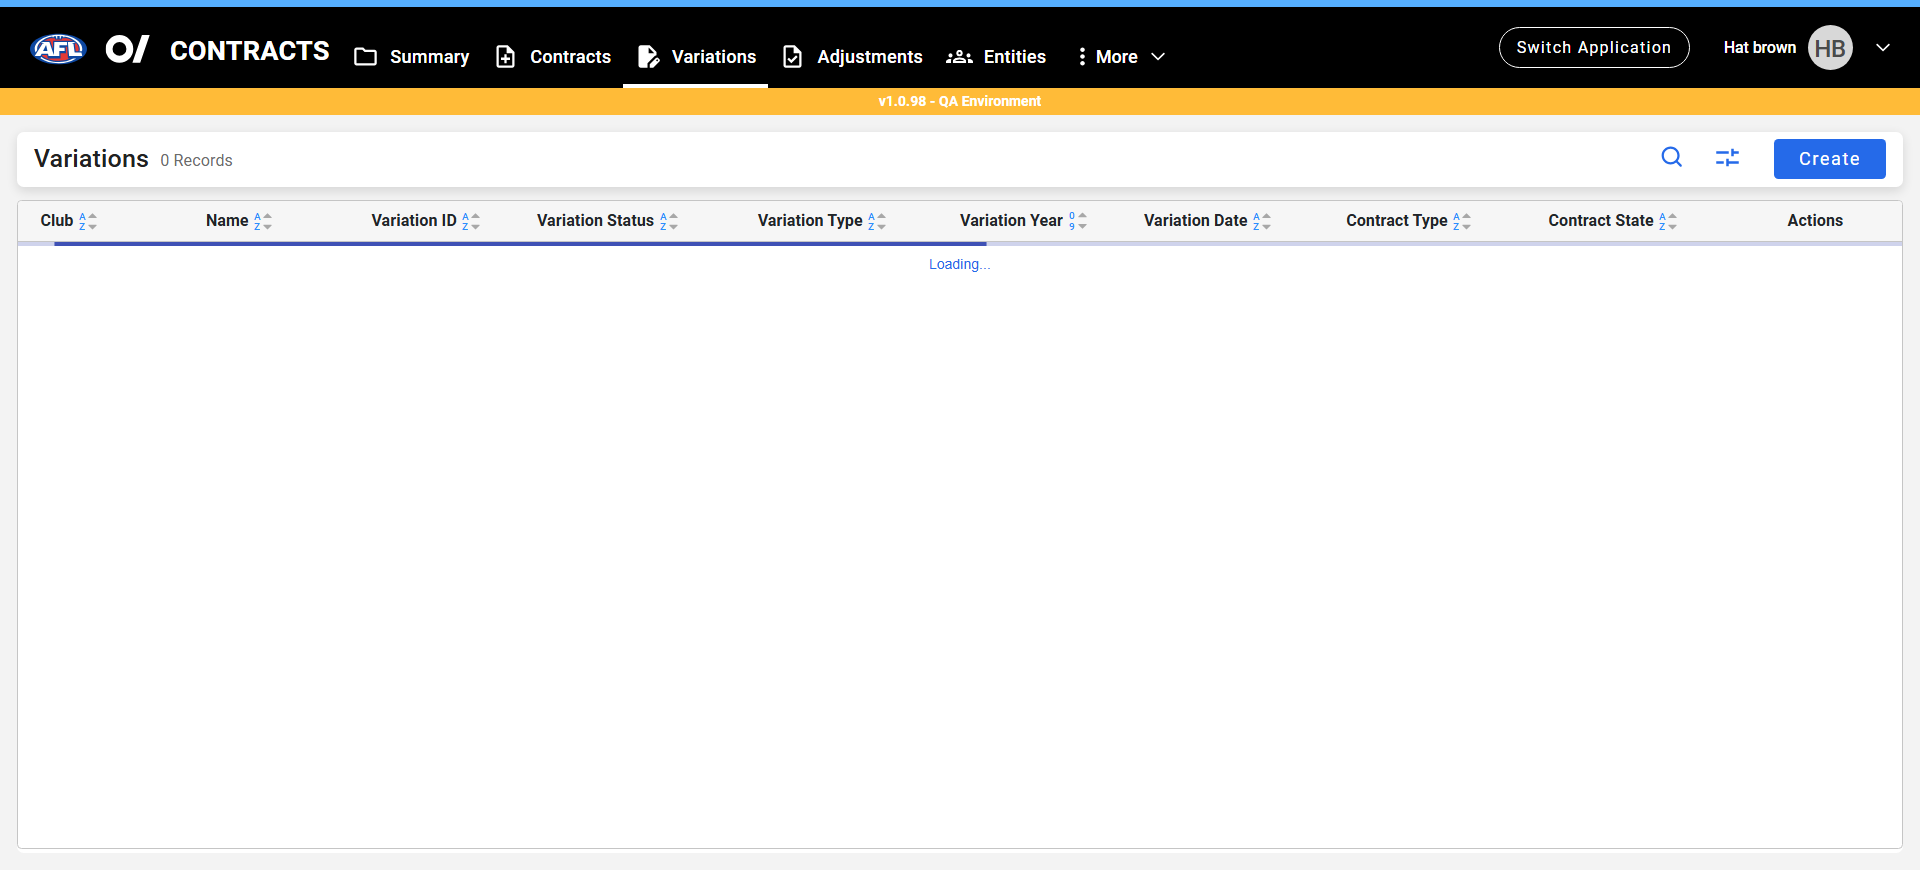 AFL
O/ CONTRACTS
Summary
Contracts
Variations
Adjustments
Entities
More
Switch Application
Hat brown
HB
v1.0.98 - QA Environment
Variations
0 Records
Create
Club
Name
Variation ID
Variation Status
Variation Type
Variation Year
Variation Date
Contract Type
Contract State
Actions
Loading...